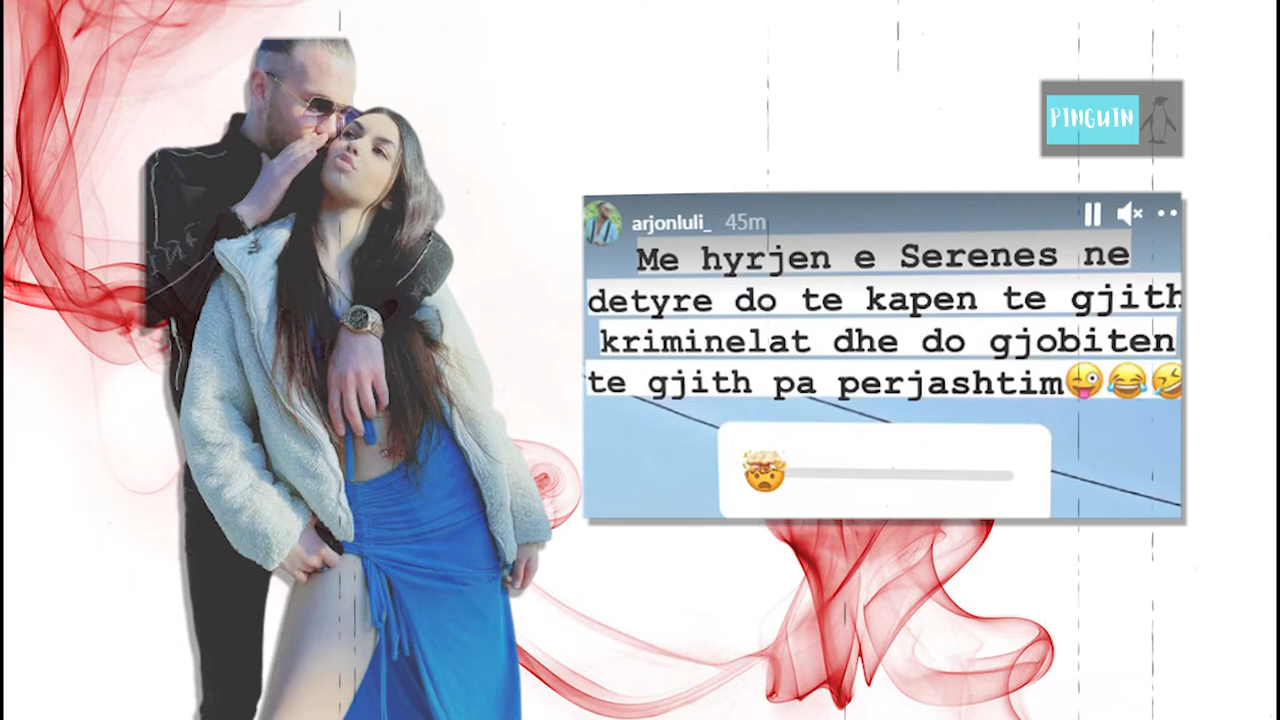 PINGUIN
arjonluli_ 45m
Me hyrjen e Serenes ne
detyre do te kapen te gjith
kriminelat dhe do gjobiten
te gjith pa perjashtim😜😂🤣